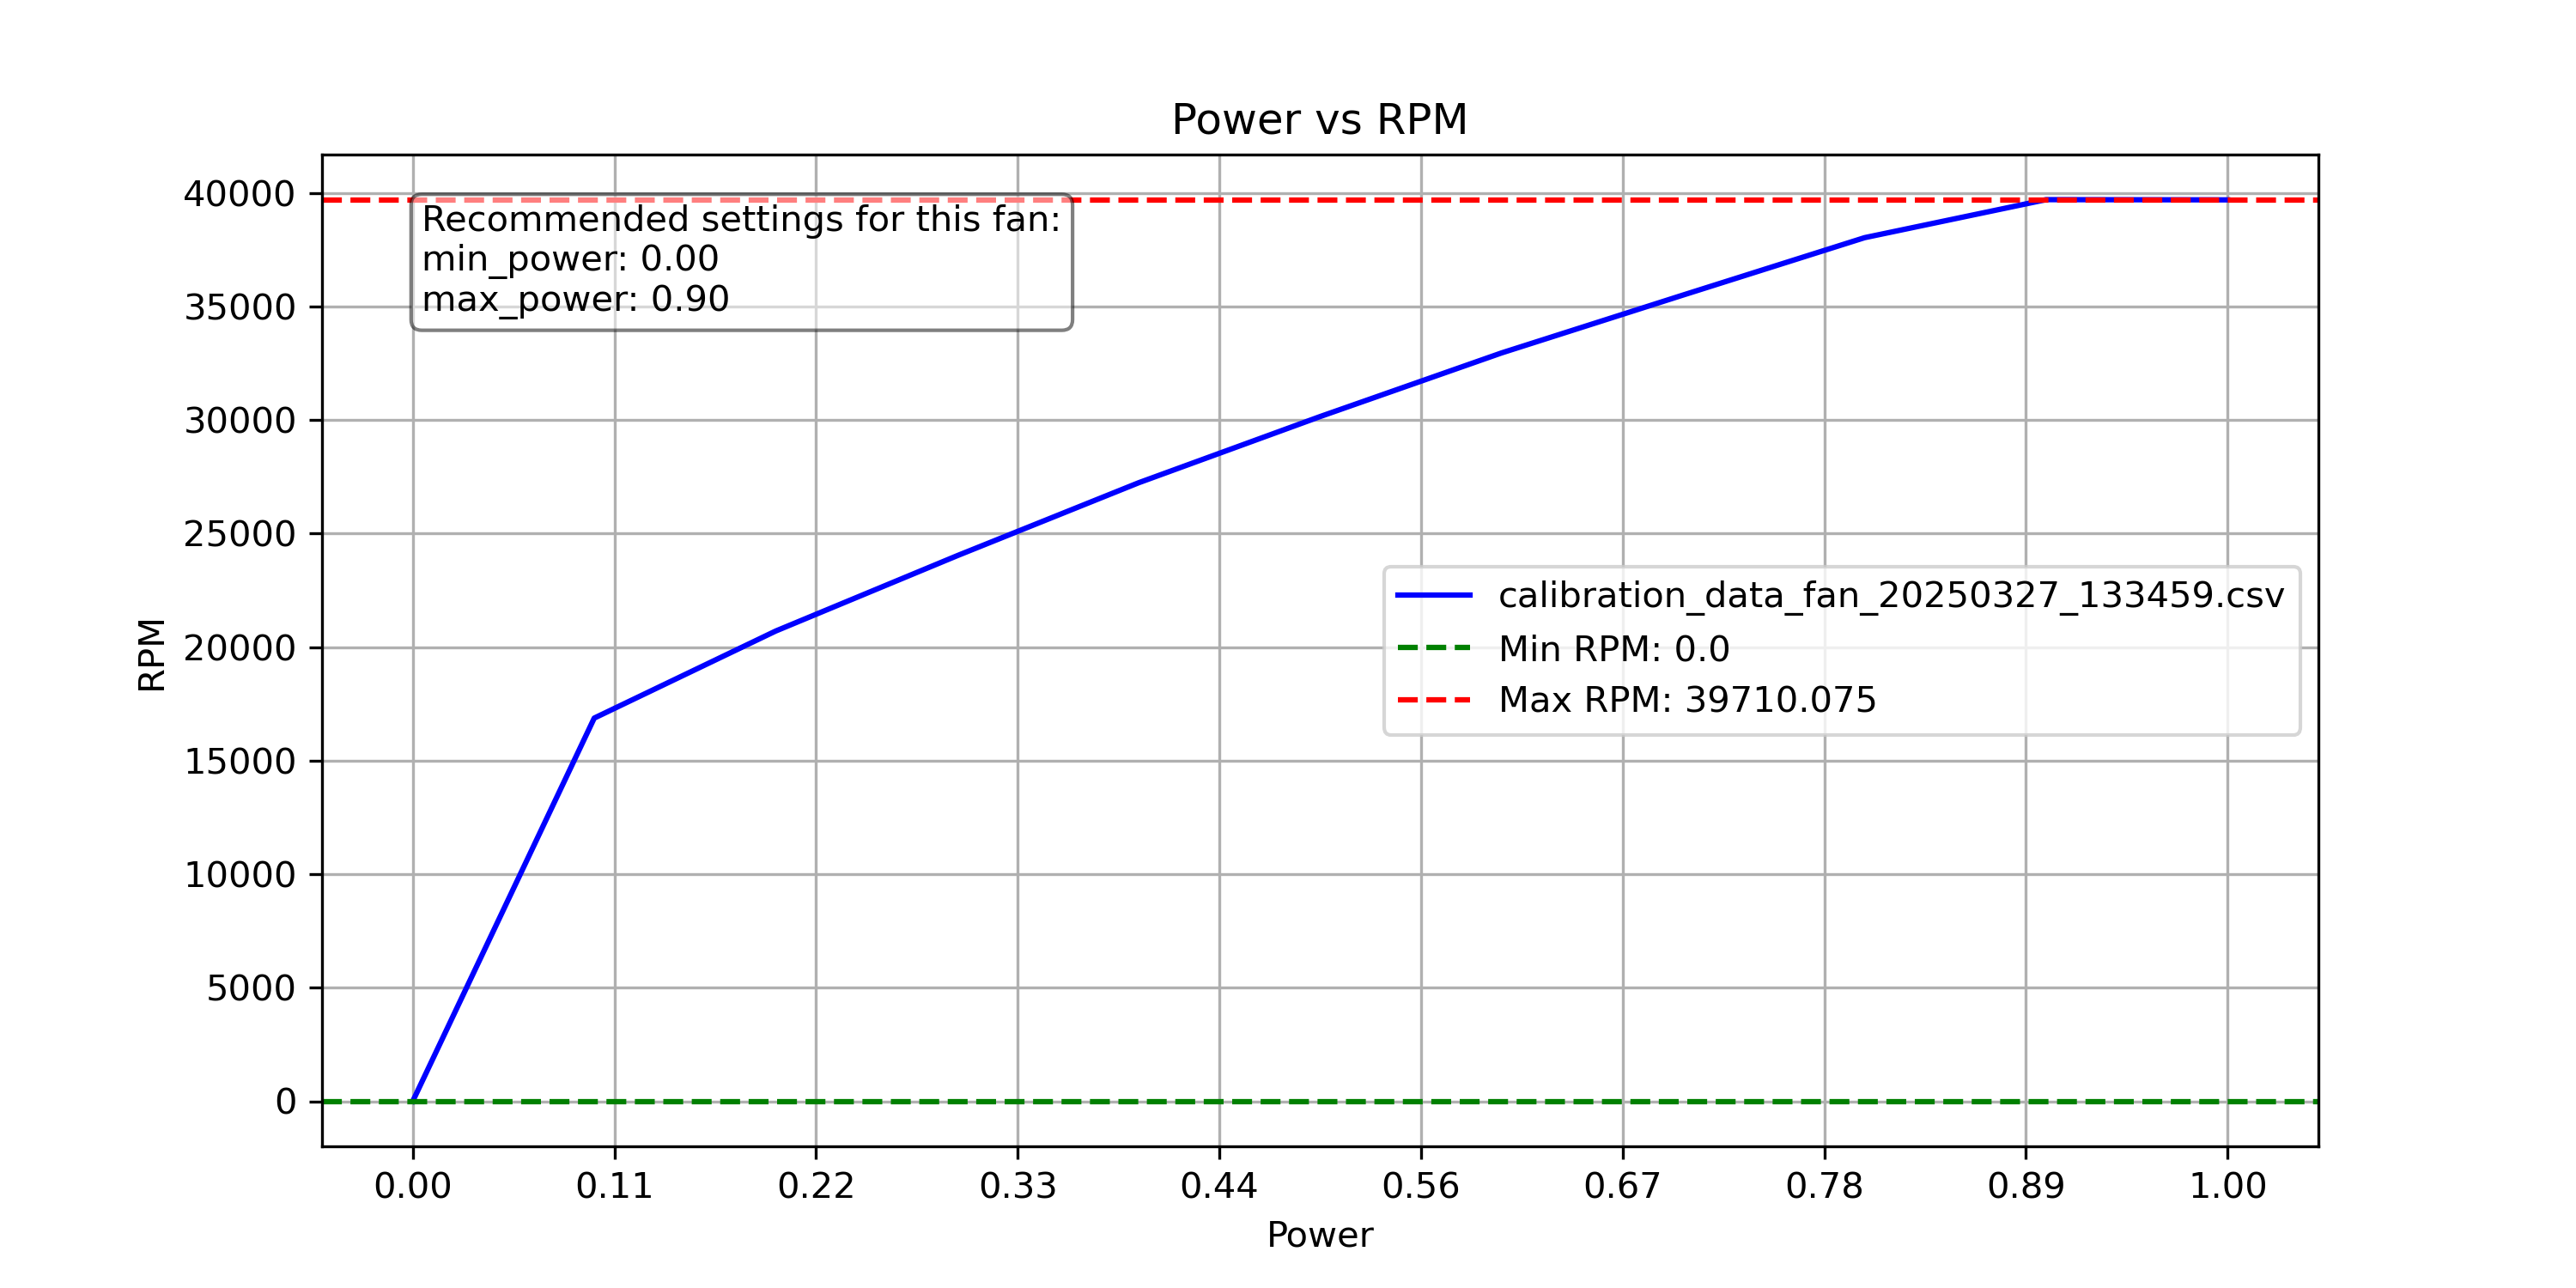 Power vs RPM
40000
35000
30000
25000
20000
15000
10000
5000
0
RPM
Recommended settings for this fan:
min_power: 0.00
max_power: 0.90
calibration_data_fan_20250327_133459.csv
Min RPM: 0.0
Max RPM: 39710.075
0.00 0.11 0.22 0.33 0.44 0.56 0.67 0.78 0.89 1.00
Power